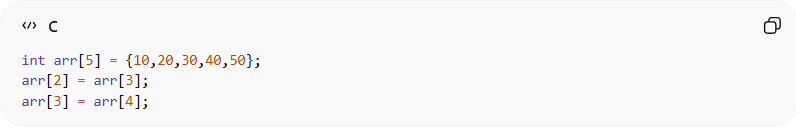 </> C
int arr[5] = {10,20,30,40,50};
arr[2] = arr[3];
arr[3] = arr[4];